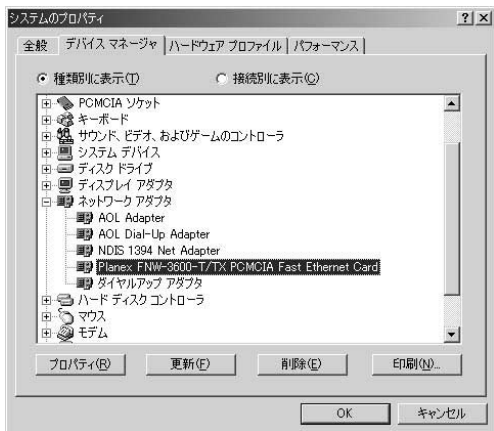 システムのプロパティ
全般 デバイス マネージャ ハードウェア プロファイル パフォーマンス
種類別に表示(T) 接続別に表示(C)
PCMCIA ソケット
キーボード
サウンド、ビデオ、およびゲームのコントローラ
システム デバイス
ディスク ドライブ
ディスプレイ アダプタ
ネットワーク アダプタ
AOL Adapter
AOL Dial-Up Adapter
NDIS 1394 Net Adapter
Planex FNW-3600-T/TX PCMCIA Fast Ethernet Card
ダイヤルアップ アダプタ
ハード ディスク コントローラ
マウス
モデム
プロパティ(R) 更新(F) 削除(E) 印刷(N)...
OK キャンセル